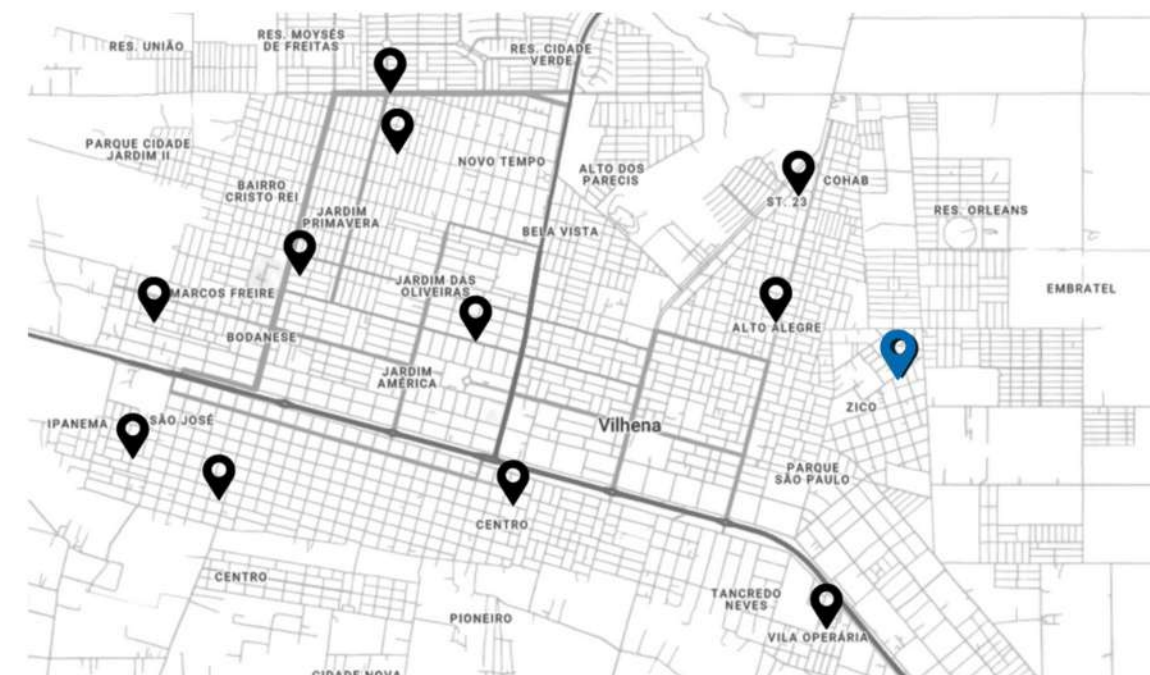 RES. UNIÃO
RES. MOYSÉS
DE FREITAS
RES. CIDADE
VERDE
PARQUE CIDADE
JARDIM II
NOVO TEMPO
ALTO DOS
PARECIS
COHAB
BAIRRO
CRISTO REI
ST. 23
RES. ORLEANS
JARDIM
PRIMAVERA
BELA VISTA
JARDIM DAS
OLIVEIRAS
MARCOS FREIRE
EMBRATEL
ALTO ALEGRE
BODANESE
JARDIM
AMÉRICA
ZICO
IPANEMA
SÃO JOSÉ
Vilhena
PARQUE
SÃO PAULO
CENTRO
CENTRO
TANCREDO
NEVES
PIONEIRO
VILA OPERÁRIA
CIDADE NOVA